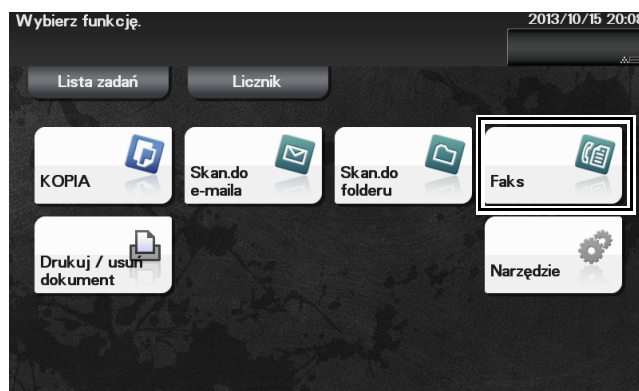 Wybierz funkcję.
2013/10/15 20:08
Lista zadań
Licznik
KOPIA
Skan.do
e-maila
Skan.do
folderu
Faks
Drukuj / usuń
dokument
Narzędzie